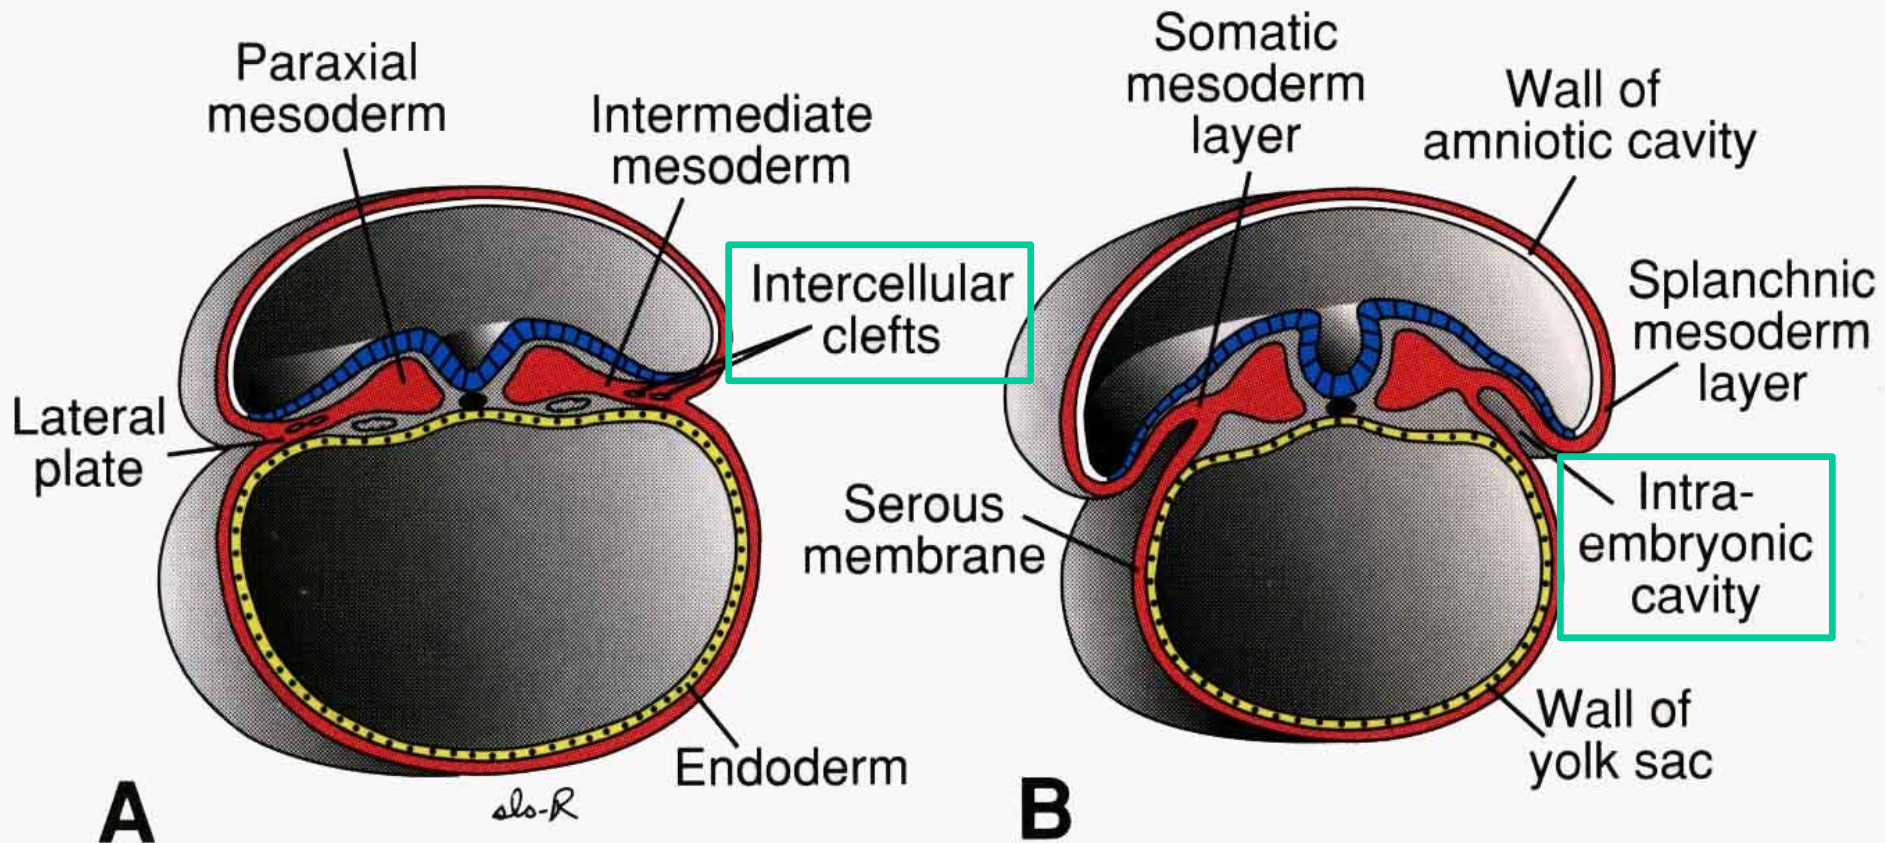 Paraxial
mesoderm
Intermediate
mesoderm
Intercellular
clefts
Lateral
plate
Endoderm
sls-R
A
Somatic
mesoderm
layer
Wall of
amniotic cavity
Splanchnic
mesoderm
layer
Serous
membrane
Intra-
embryonic
cavity
Wall of
yolk sac
B